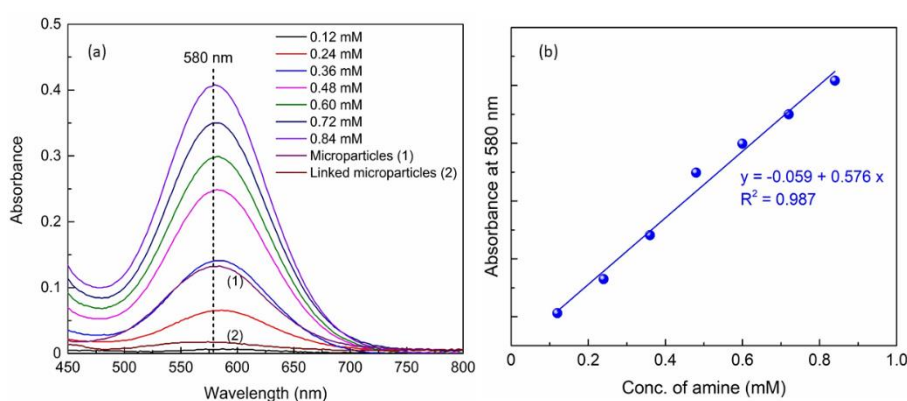 (a)
580 nm
0.12 mM
0.24 mM
0.36 mM
0.48 mM
0.60 mM
0.72 mM
0.84 mM
Microparticles (1)
Linked microparticles (2)
(1)
(2)
0.5
0.4
0.3
0.2
0.1
0
Absorbance
450 500 550 600 650 700 750 800
Wavelength (nm)
(b)
y = -0.059 + 0.576 x
R² = 0.987
Absorbance at 580 nm
0 0.2 0.4 0.6 0.8 1.0
Conc. of amine (mM)